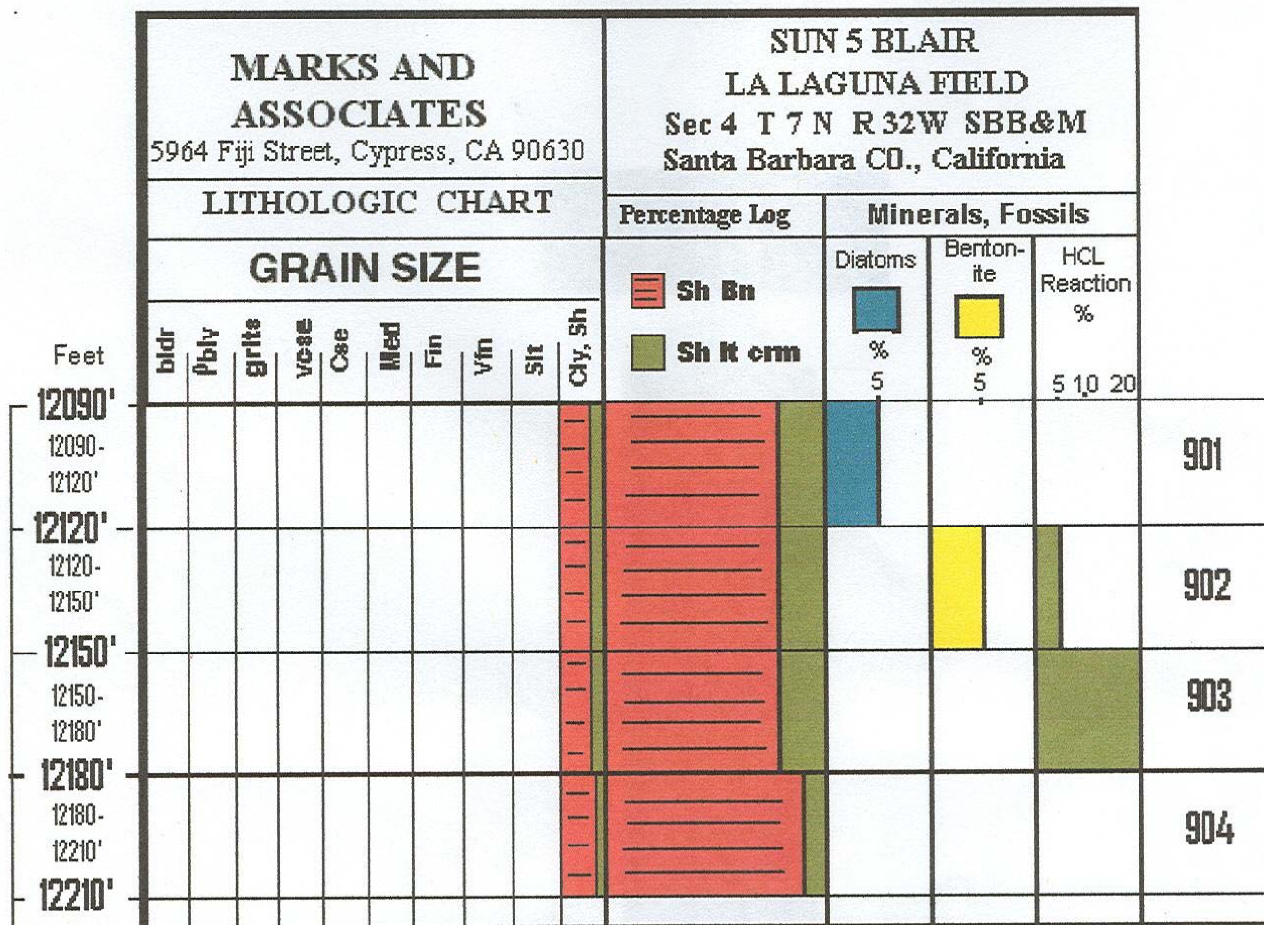 MARKS AND
ASSOCIATES
5964 Fiji Street, Cypress, CA 90630
LITHOLOGIC CHART
GRAIN SIZE
SUN 5 BLAIR
LA LAGUNA FIELD
Sec 4 T 7 N R 32W SBB&M
Santa Barbara CO., California
Percentage Log
Minerals, Fossils
Sh Bn
Sh lt crm
Diatoms
%
5
Benton-
ite
%
5
HCL
Reaction
%
5 1,0 20
Feet
bldr
Pbly
grlts
vcse
Cse
Med
Fin
Vfn
Slt
Cly, Sh
12090'
12090-
12120'
901
12120'
12120-
12150'
902
12150'
12150-
12180'
903
12180'
12180-
12210'
904
12210'